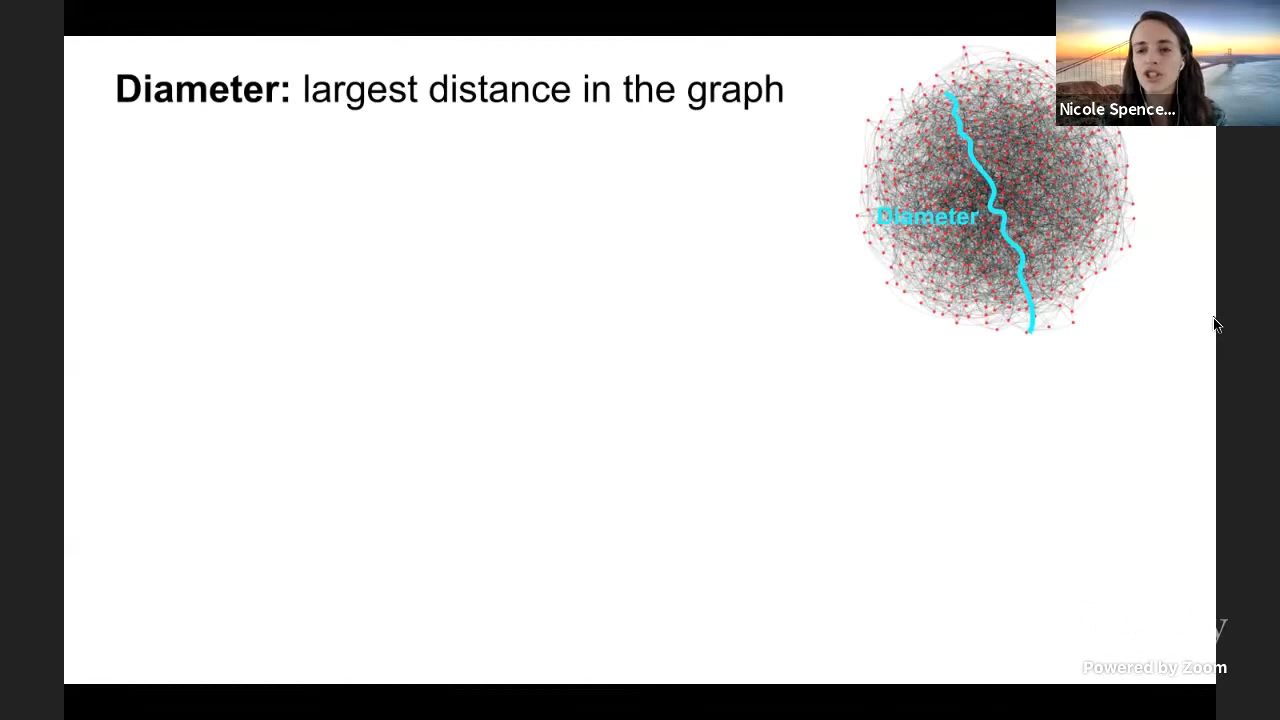 Diameter: largest distance in the graph
Nicole Spence...
Diameter
Powered by Zoom